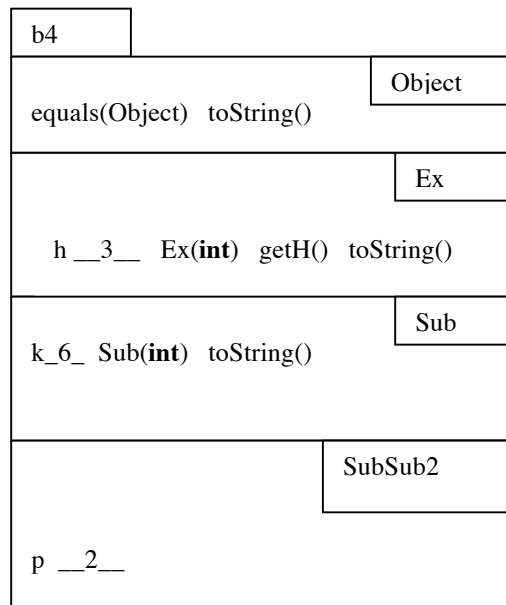 b4
Object
equals(Object) toString()
Ex
h __3__ Ex(int) getH() toString()
Sub
k_6_ Sub(int) toString()
SubSub2
p __2__